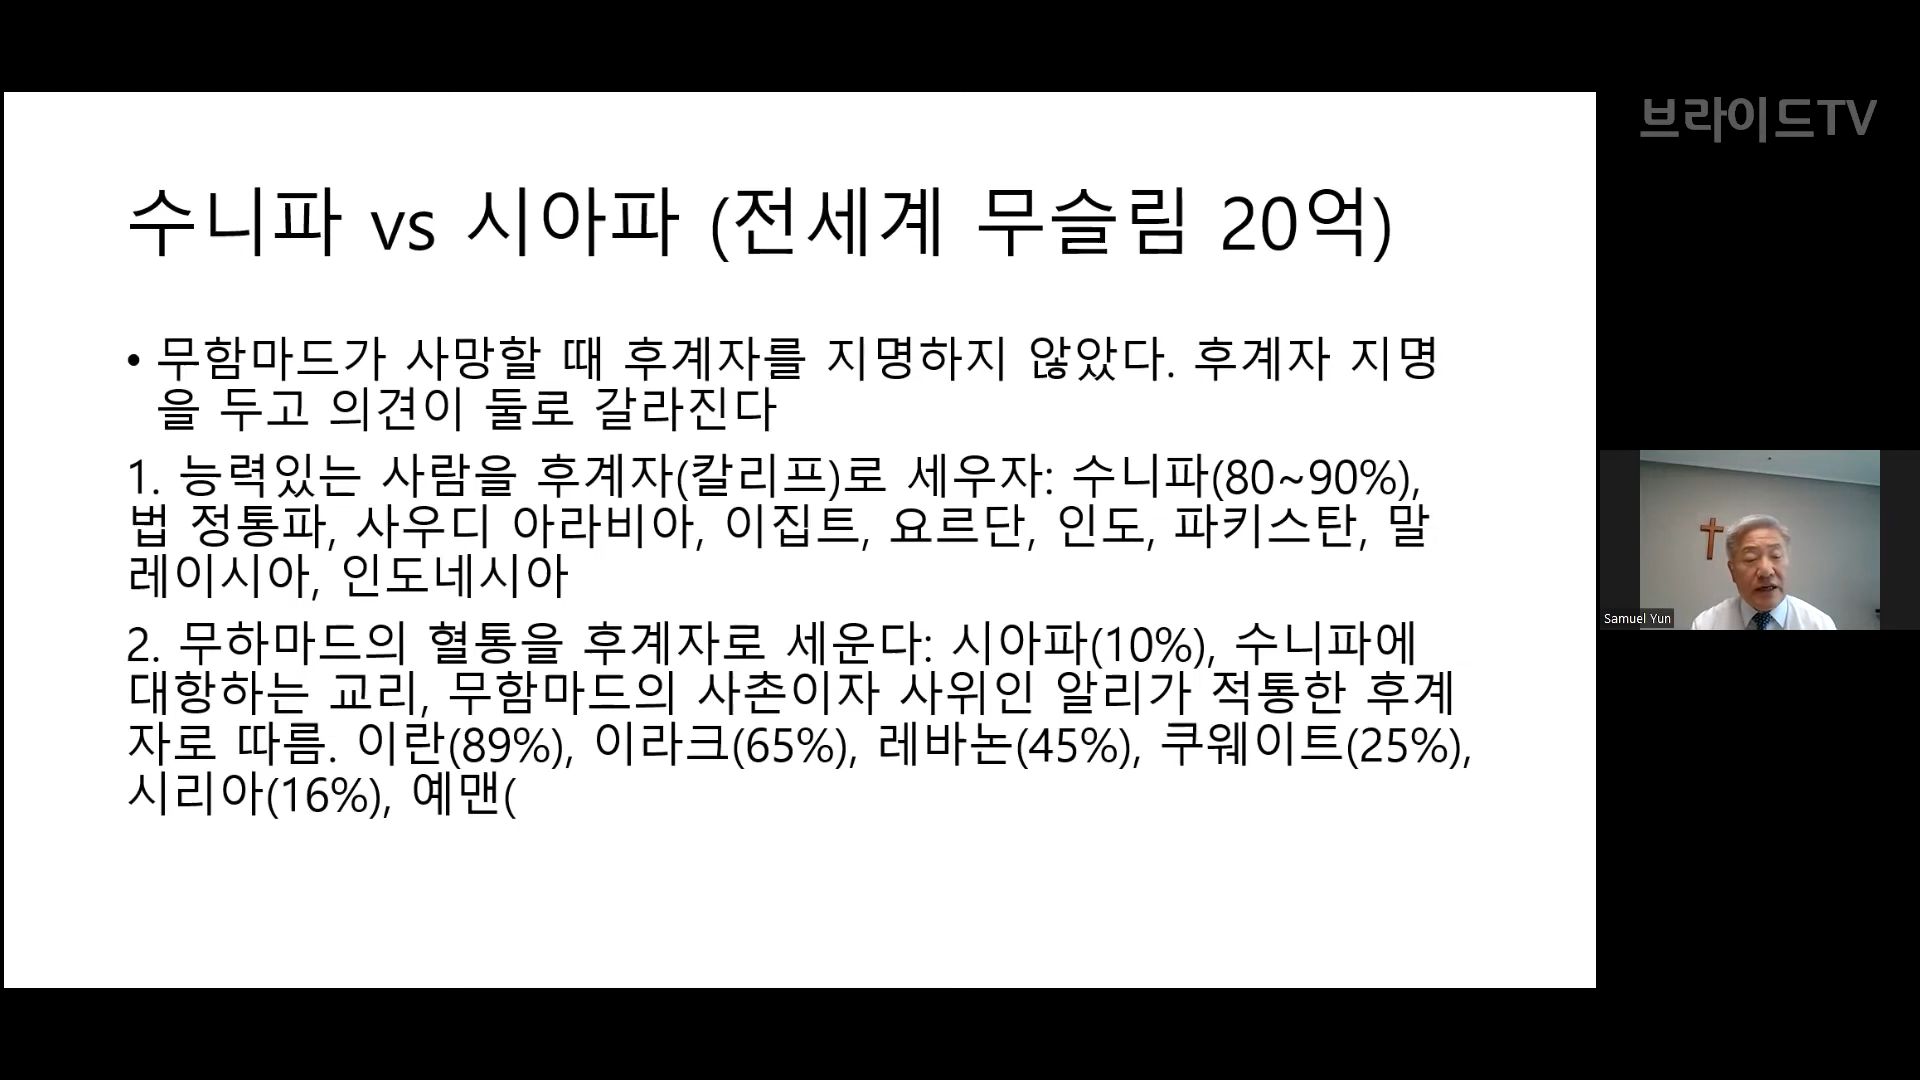 브라이드TV
수니파 vs 시아파 (전세계 무슬림 20억)
• 무함마드가 사망할 때 후계자를 지명하지 않았다. 후계자 지명
을 두고 의견이 둘로 갈라진다
1. 능력있는 사람을 후계자(칼리프)로 세우자: 수니파(80~90%),
법 정통파, 사우디 아라비아, 이집트, 요르단, 인도, 파키스탄, 말
레이시아, 인도네시아
2. 무하마드의 혈통을 후계자로 세운다: 시아파(10%), 수니파에
대항하는 교리, 무함마드의 사촌이자 사위인 알리가 적통한 후계
자로 따름. 이란(89%), 이라크(65%), 레바논(45%), 쿠웨이트(25%),
시리아(16%), 예맨(
Samuel Yun